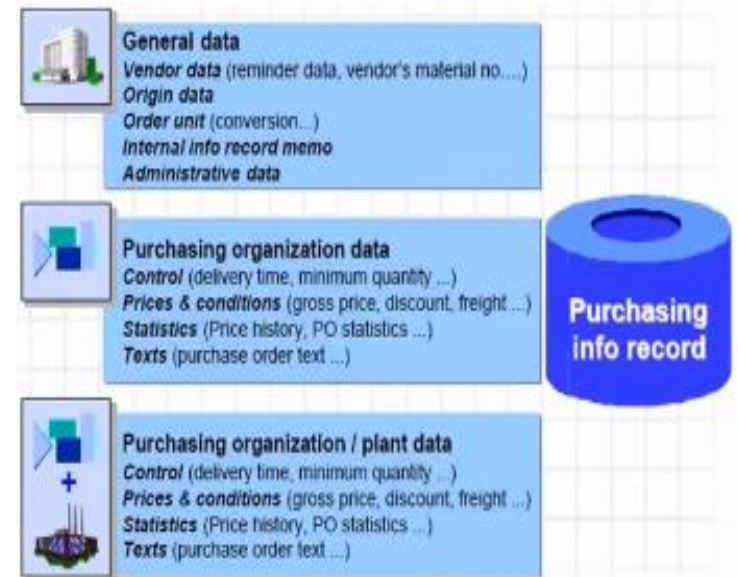 General data
Vendor data (reminder data, vendor's material no....)
Origin data
Order unit (conversion...)
Internal info record memo
Administrative data
Purchasing organization data
Control (delivery time, minimum quantity ...)
Prices & conditions (gross price, discount, freight ...)
Statistics (Price history, PO statistics ...)
Texts (purchase order text ...)
Purchasing
info record
Purchasing organization / plant data
+
Control (delivery time, minimum quantity ...)
Prices & conditions (gross price, discount, freight ...)
Statistics (Price history, PO statistics ...)
Texts (purchase order text ...)